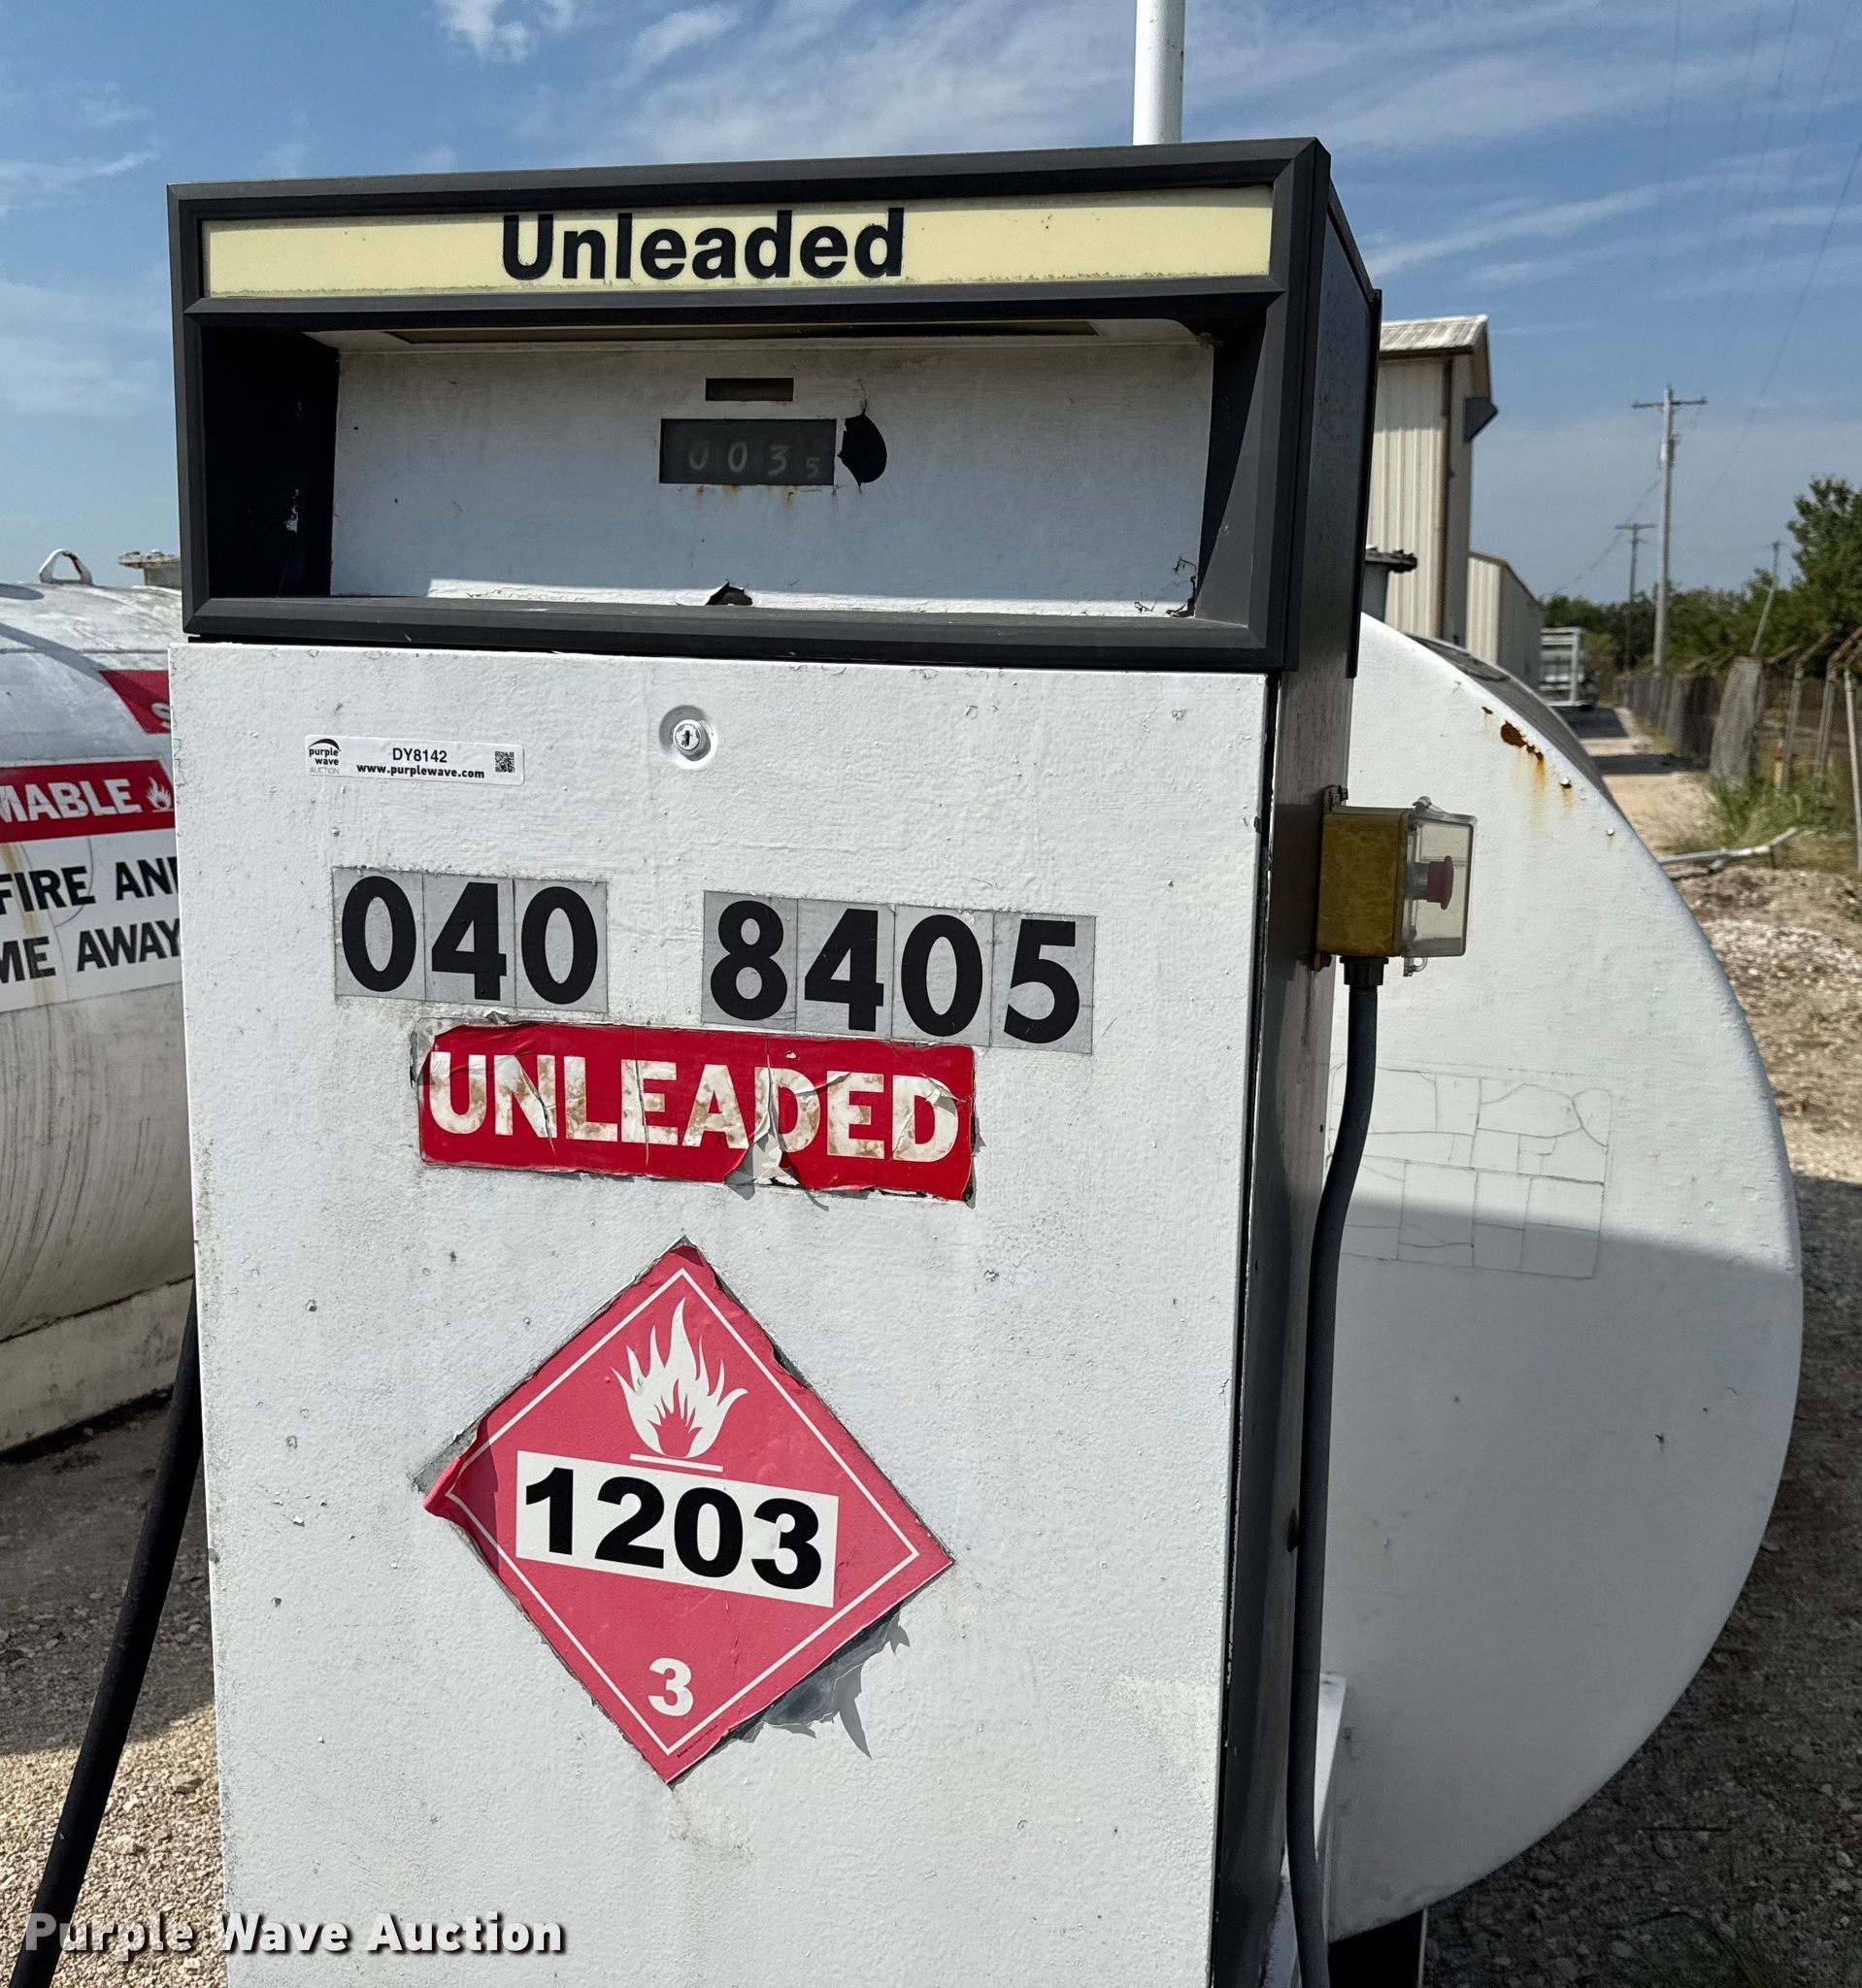 Unleaded
0035
purple
wave
AUCTION
DY8142
www.purplewave.com
MABLE
FIRE AN
ME AWAY
040 8405
UNLEADED
1203
3
Purple Wave Auction